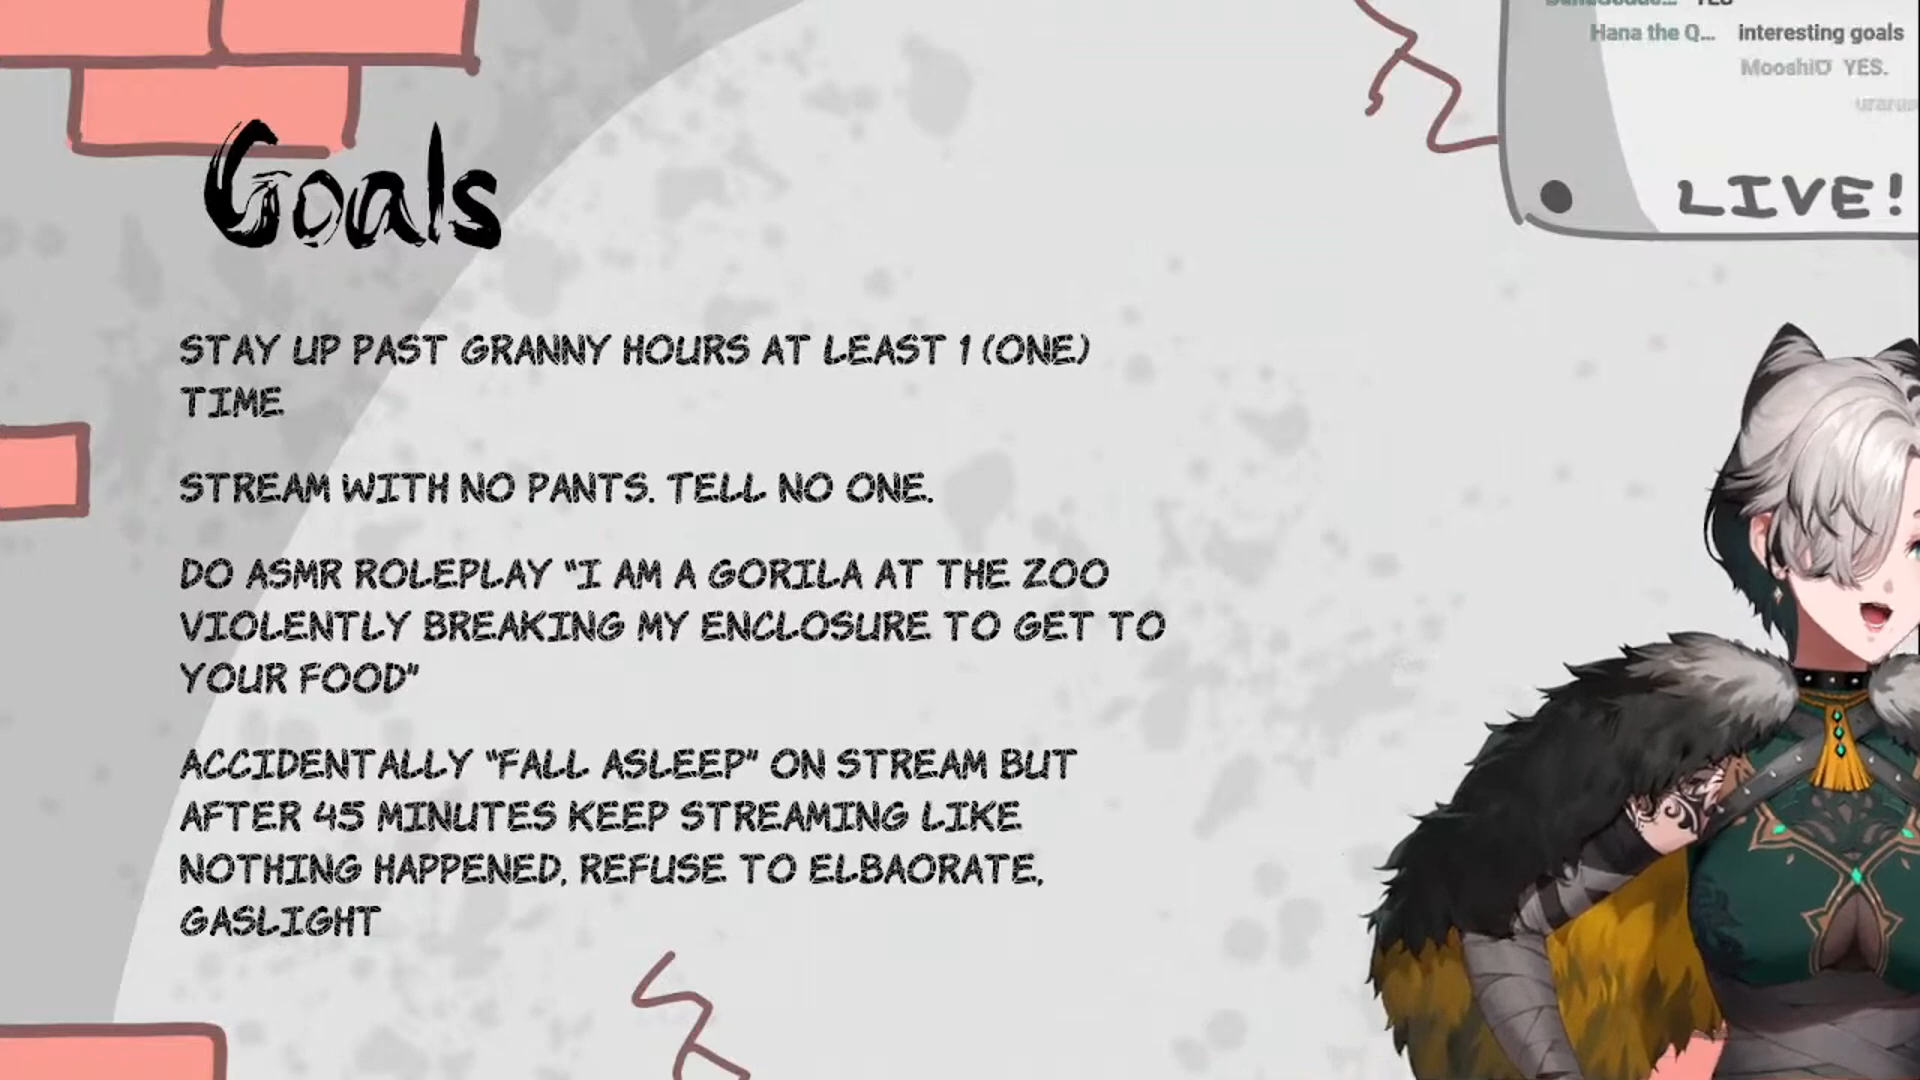 YES
Hana the Q... interesting goals
Mooshi YES.
LIVE!
Goals
STAY UP PAST GRANNY HOURS AT LEAST 1 (ONE)
TIME
STREAM WITH NO PANTS. TELL NO ONE.
DO ASMR ROLEPLAY "I AM A GORILA AT THE ZOO
VIOLENTLY BREAKING MY ENCLOSURE TO GET TO
YOUR FOOD"
ACCIDENTALLY "FALL ASLEEP" ON STREAM BUT
AFTER 45 MINUTES KEEP STREAMING LIKE
NOTHING HAPPENED, REFUSE TO ELBAORATE,
GASLIGHT